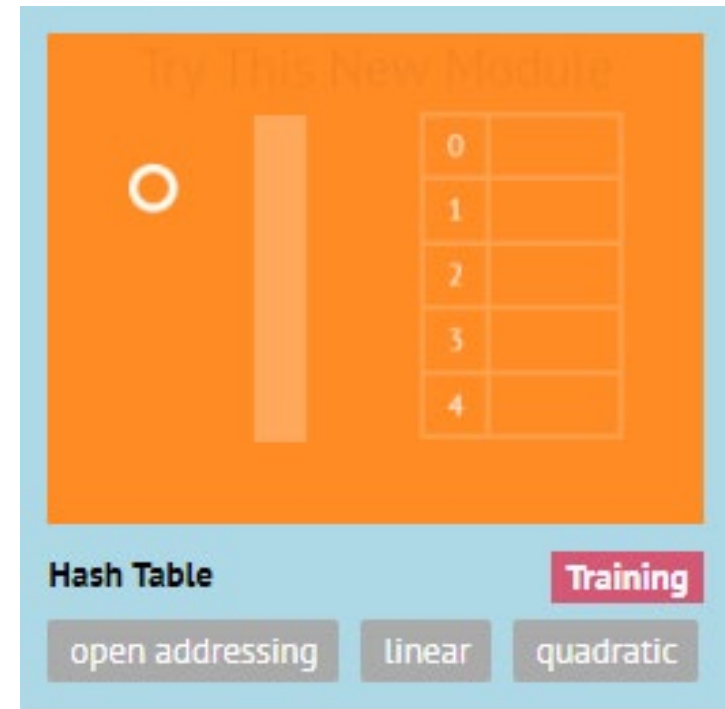 Try This New Module
0
1
2
3
4
Hash Table
Training
open addressing linear quadratic